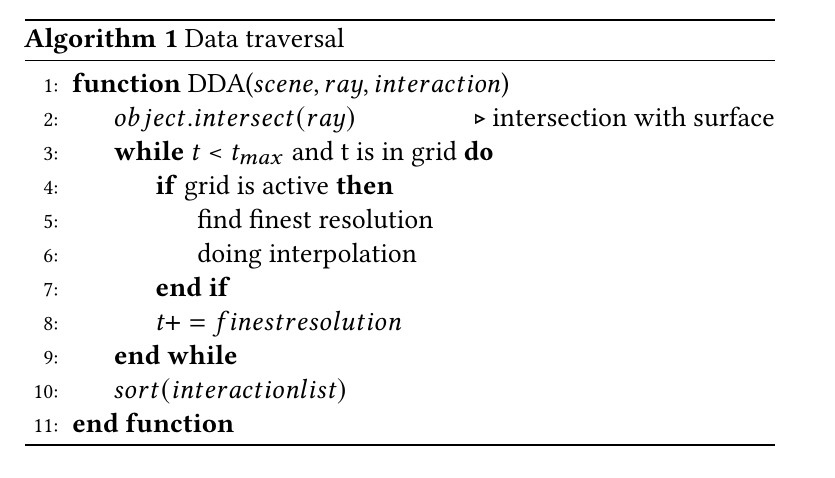 Algorithm 1 Data traversal
1: function DDA(scene, ray, interaction)
2: object.intersect(ray) ▹ intersection with surface
3: while t < tmax and t is in grid do
4: if grid is active then
5: find finest resolution
6: doing interpolation
7: end if
8: t+ = finestresolution
9: end while
10: sort(interactionlist)
11: end function